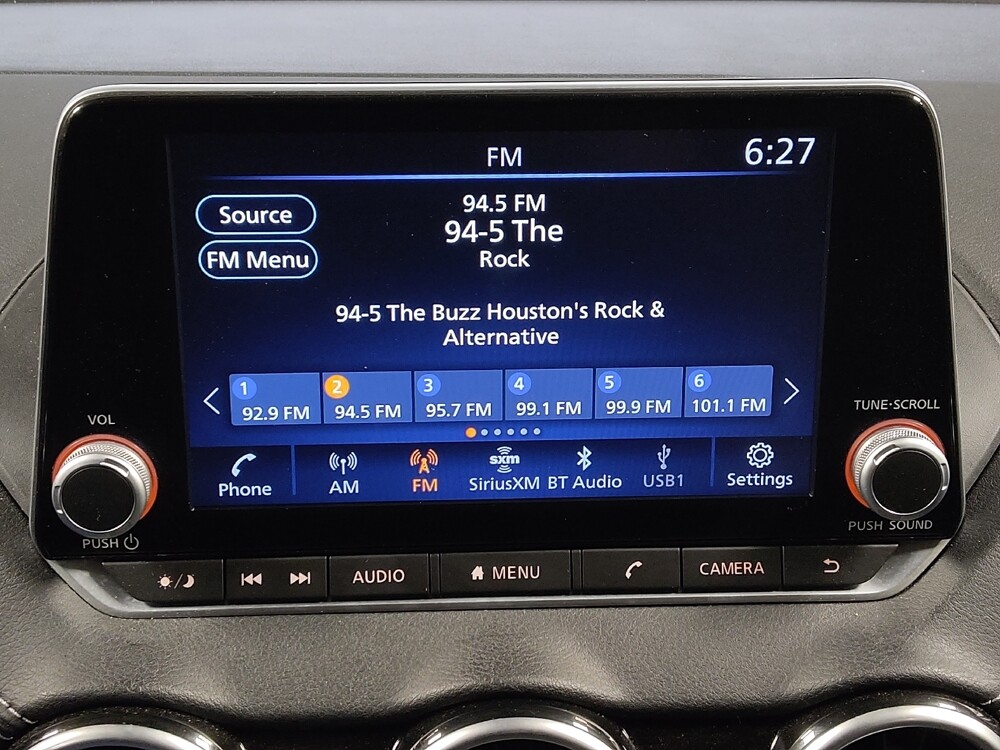 FM
6:27
Source
FM Menu
94.5 FM
94-5 The
Rock
94-5 The Buzz Houston's Rock &
Alternative
1 2 3 4 5 6
92.9 FM 94.5 FM 95.7 FM 99.1 FM 99.9 FM 101.1 FM
VOL
TUNE·SCROLL
sxm
Phone AM FM SiriusXM BT Audio USB1 Settings
PUSH
PUSH SOUND
AUDIO MENU CAMERA